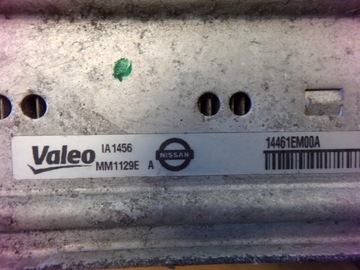 Valeo
IA1456
MM1129E A
NISSAN
14461EM00A